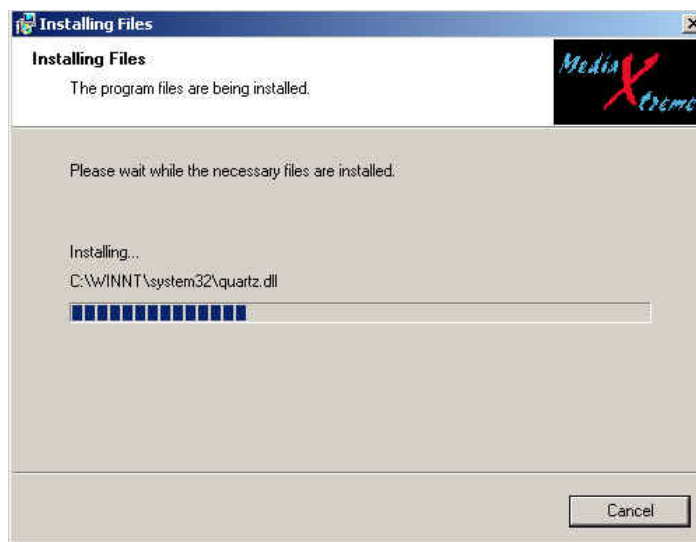 Installing Files
Installing Files
The program files are being installed.
Media
Xtreme
Please wait while the necessary files are installed.
Installing...
C:\WINNT\system32\quartz.dll
Cancel